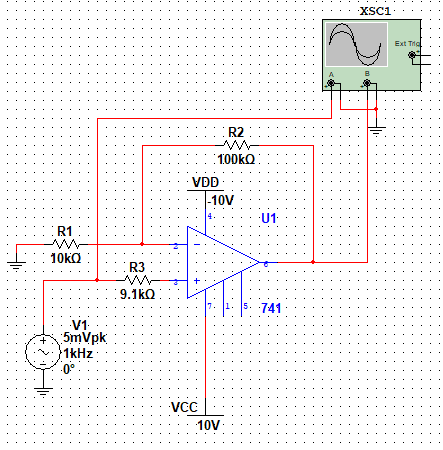 XSC1
Ext Trig
+
A
B
+
+
R2
100kΩ
VDD
-10V
4
U1
R1
10kΩ
2
6
R3
9.1kΩ
3
7
1
5
741
V1
5mVpk
1kHz
0°
VCC
10V